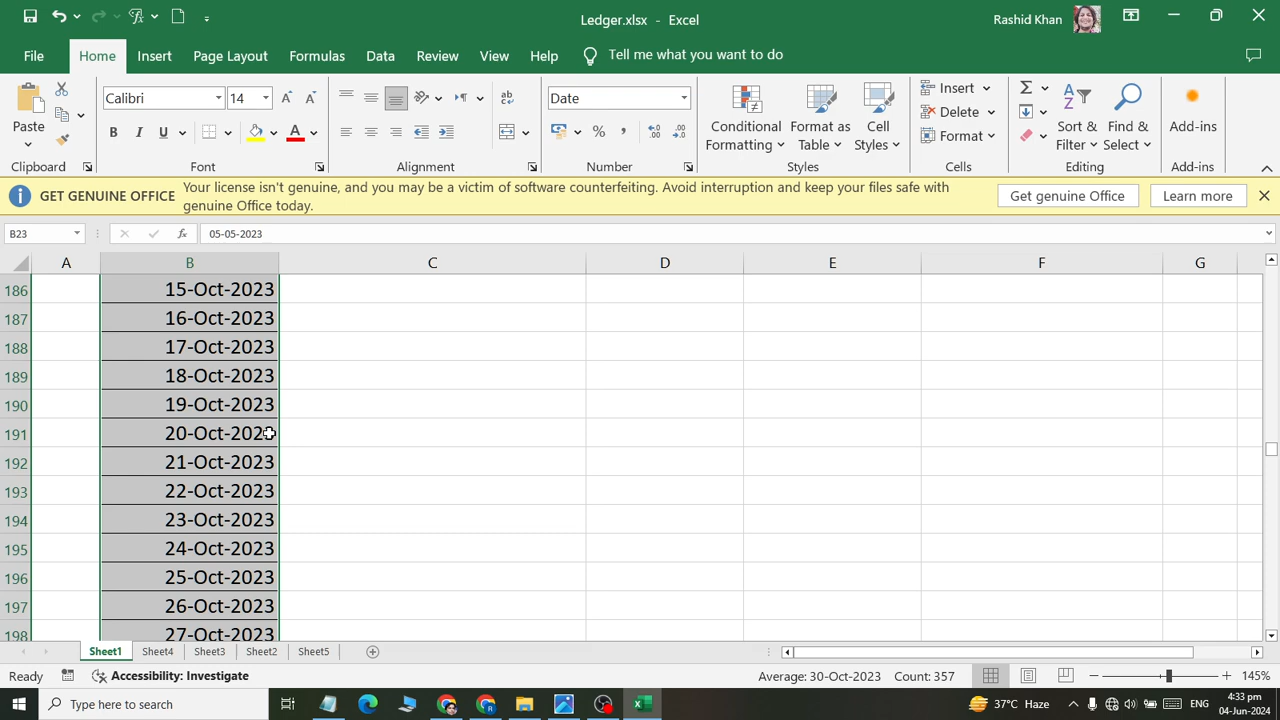 Ledger.xlsx - Excel
Rashid Khan
File Home Insert Page Layout Formulas Data Review View Help Tell me what you want to do
Calibri 14 Date
Paste
Conditional Formatting
Format as Table
Cell Styles
Insert
Delete
Format
Sort & Filter
Find & Select
Add-ins
Clipboard Font Alignment Number Styles Cells Editing Add-ins
GET GENUINE OFFICE Your license isn't genuine, and you may be a victim of software counterfeiting. Avoid interruption and keep your files safe with
genuine Office today.
Get genuine Office Learn more
B23 fx 05-05-2023
A B C D E F G
186 15-Oct-2023
187 16-Oct-2023
188 17-Oct-2023
189 18-Oct-2023
190 19-Oct-2023
191 20-Oct-2023
192 21-Oct-2023
193 22-Oct-2023
194 23-Oct-2023
195 24-Oct-2023
196 25-Oct-2023
197 26-Oct-2023
198 27-Oct-2023
Sheet1 Sheet4 Sheet3 Sheet2 Sheet5
Ready Accessibility: Investigate Average: 30-Oct-2023 Count: 357 145%
Type here to search 37°C Haze ENG 4:33 pm
04-Jun-2024